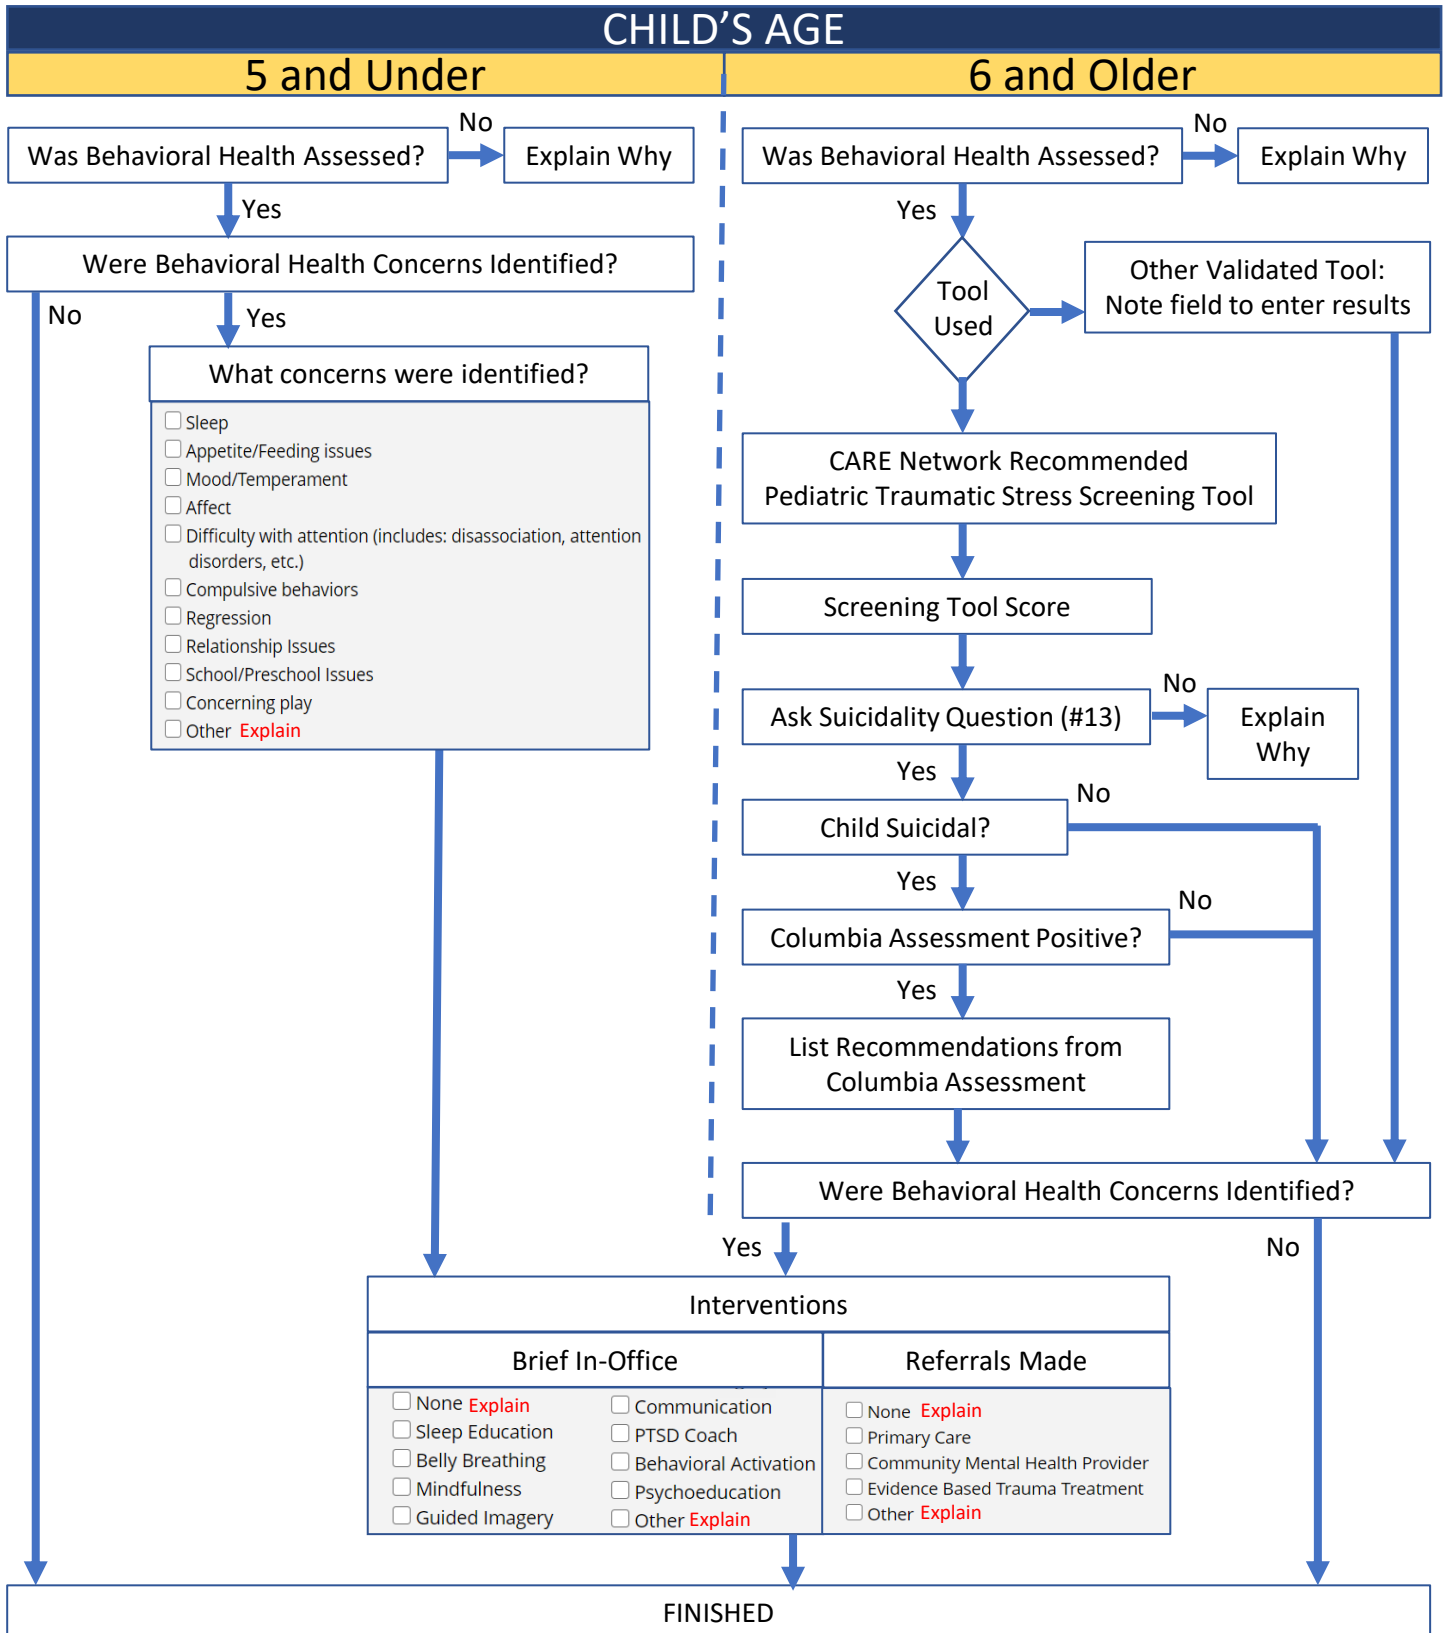 CHILD'S AGE
5 and Under
6 and Older
Was Behavioral Health Assessed?
No
Explain Why
Yes
Were Behavioral Health Concerns Identified?
No
Yes
What concerns were identified?
Sleep
Appetite/Feeding issues
Mood/Temperament
Affect
Difficulty with attention (includes: disassociation, attention
disorders, etc.)
Compulsive behaviors
Regression
Relationship Issues
School/Preschool Issues
Concerning play
Other Explain
Was Behavioral Health Assessed?
No
Explain Why
Yes
Tool
Used
Other Validated Tool:
Note field to enter results
CARE Network Recommended
Pediatric Traumatic Stress Screening Tool
Screening Tool Score
Ask Suicidality Question (#13)
No
Explain
Why
Yes
Child Suicidal?
No
Yes
Columbia Assessment Positive?
No
Yes
List Recommendations from
Columbia Assessment
Were Behavioral Health Concerns Identified?
Yes
No
Interventions
Brief In-Office
None Explain
Sleep Education
Belly Breathing
Mindfulness
Guided Imagery
Communication
PTSD Coach
Behavioral Activation
Psychoeducation
Other Explain
Referrals Made
None Explain
Primary Care
Community Mental Health Provider
Evidence Based Trauma Treatment
Other Explain
FINISHED